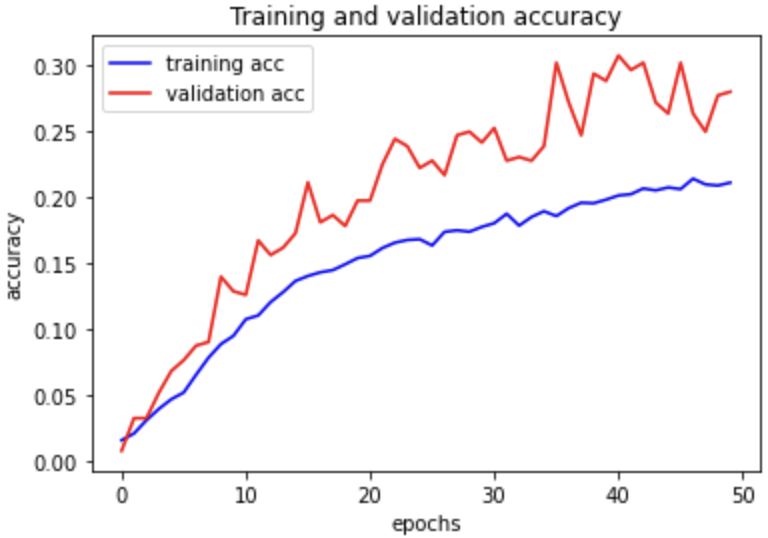 Training and validation accuracy
training acc
validation acc
0.30
0.25
0.20
0.15
0.10
0.05
0.00
accuracy
0 10 20 30 40 50
epochs